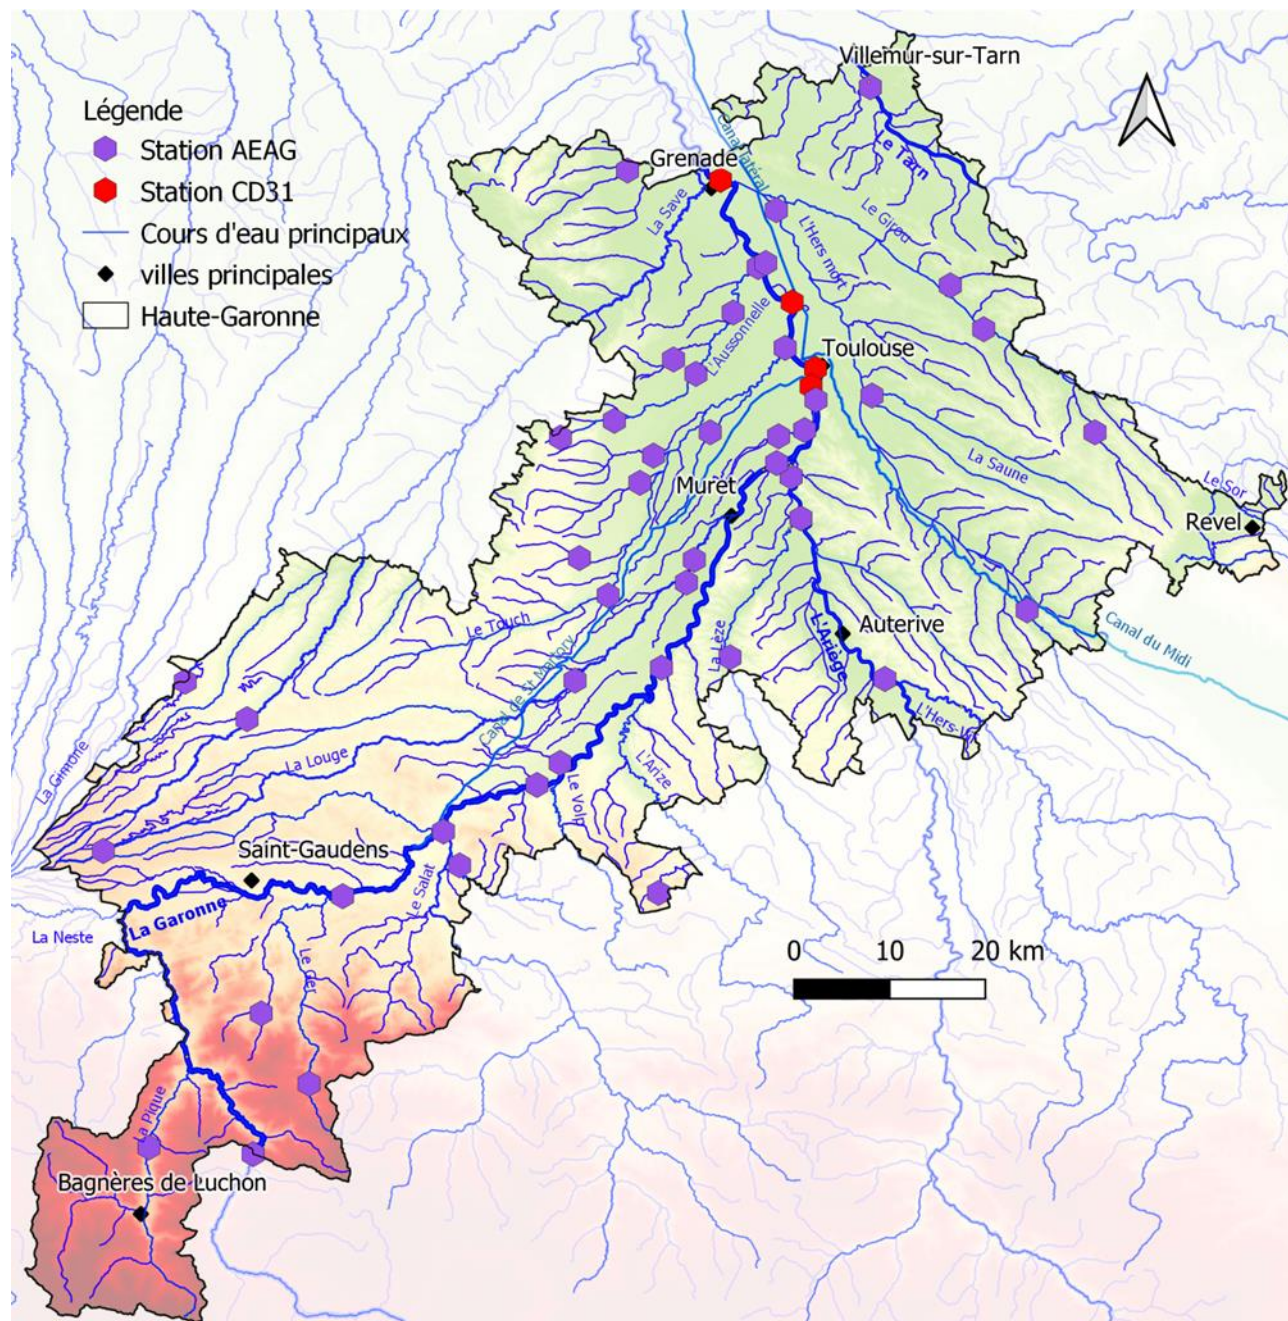 Villemur-sur-Tarn
Légende
Station AEAG
Station CD31
Cours d'eau principaux
villes principales
Haute-Garonne
Canal latéral
Le Tarn
Grenade
La Save
Le Girou
L'Hers mort
L'Aussonnelle
Toulouse
La Saune
Le Sor
Revel
Muret
Le Touch
Canal de St Martory
La Lèze
L'Ariège
Auterive
Canal du Midi
L'Hers-Vif
La Gimone
La Louge
L'Arize
Le Volp
Saint-Gaudens
Le Salat
La Garonne
La Neste
Le Ger
0 10 20 km
La Pique
Bagnères de Luchon